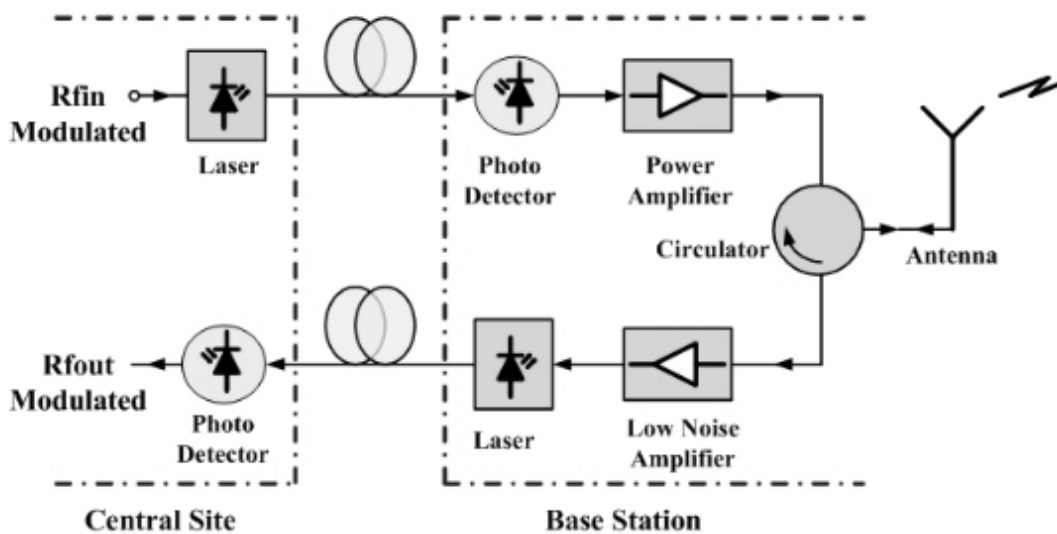 Rfin
Modulated
Laser
Photo
Detector
Power
Amplifier
Circulator
Antenna
Rfout
Modulated
Photo
Detector
Laser
Low Noise
Amplifier
Central Site
Base Station